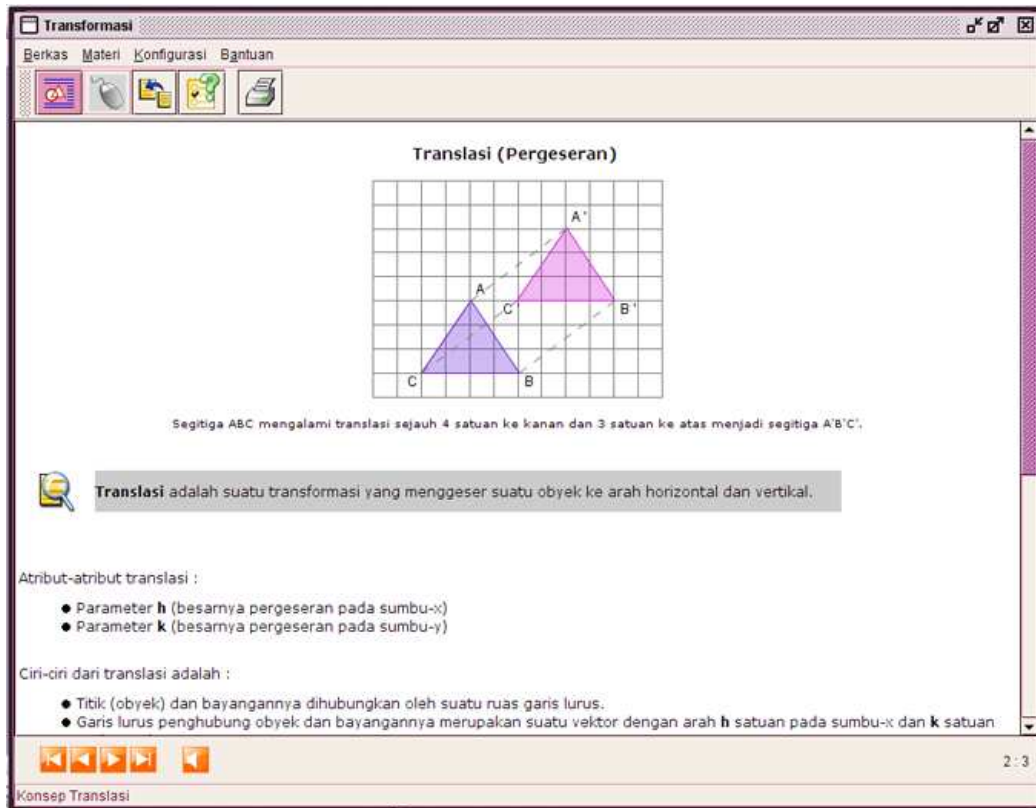 Transformasi
Berkas Materi Konfigurasi Bantuan
Translasi (Pergeseran)
A'
A
C'
B'
C
B
Segitiga ABC mengalami translasi sejauh 4 satuan ke kanan dan 3 satuan ke atas menjadi segitiga A'B'C'.
Translasi adalah suatu transformasi yang menggeser suatu obyek ke arah horizontal dan vertikal.
Atribut-atribut translasi :
● Parameter h (besarnya pergeseran pada sumbu-x)
● Parameter k (besarnya pergeseran pada sumbu-y)
Ciri-ciri dari translasi adalah :
● Titik (obyek) dan bayangannya dihubungkan oleh suatu ruas garis lurus.
● Garis lurus penghubung obyek dan bayangannya merupakan suatu vektor dengan arah h satuan pada sumbu-x dan k satuan
2 : 3
Konsep Translasi